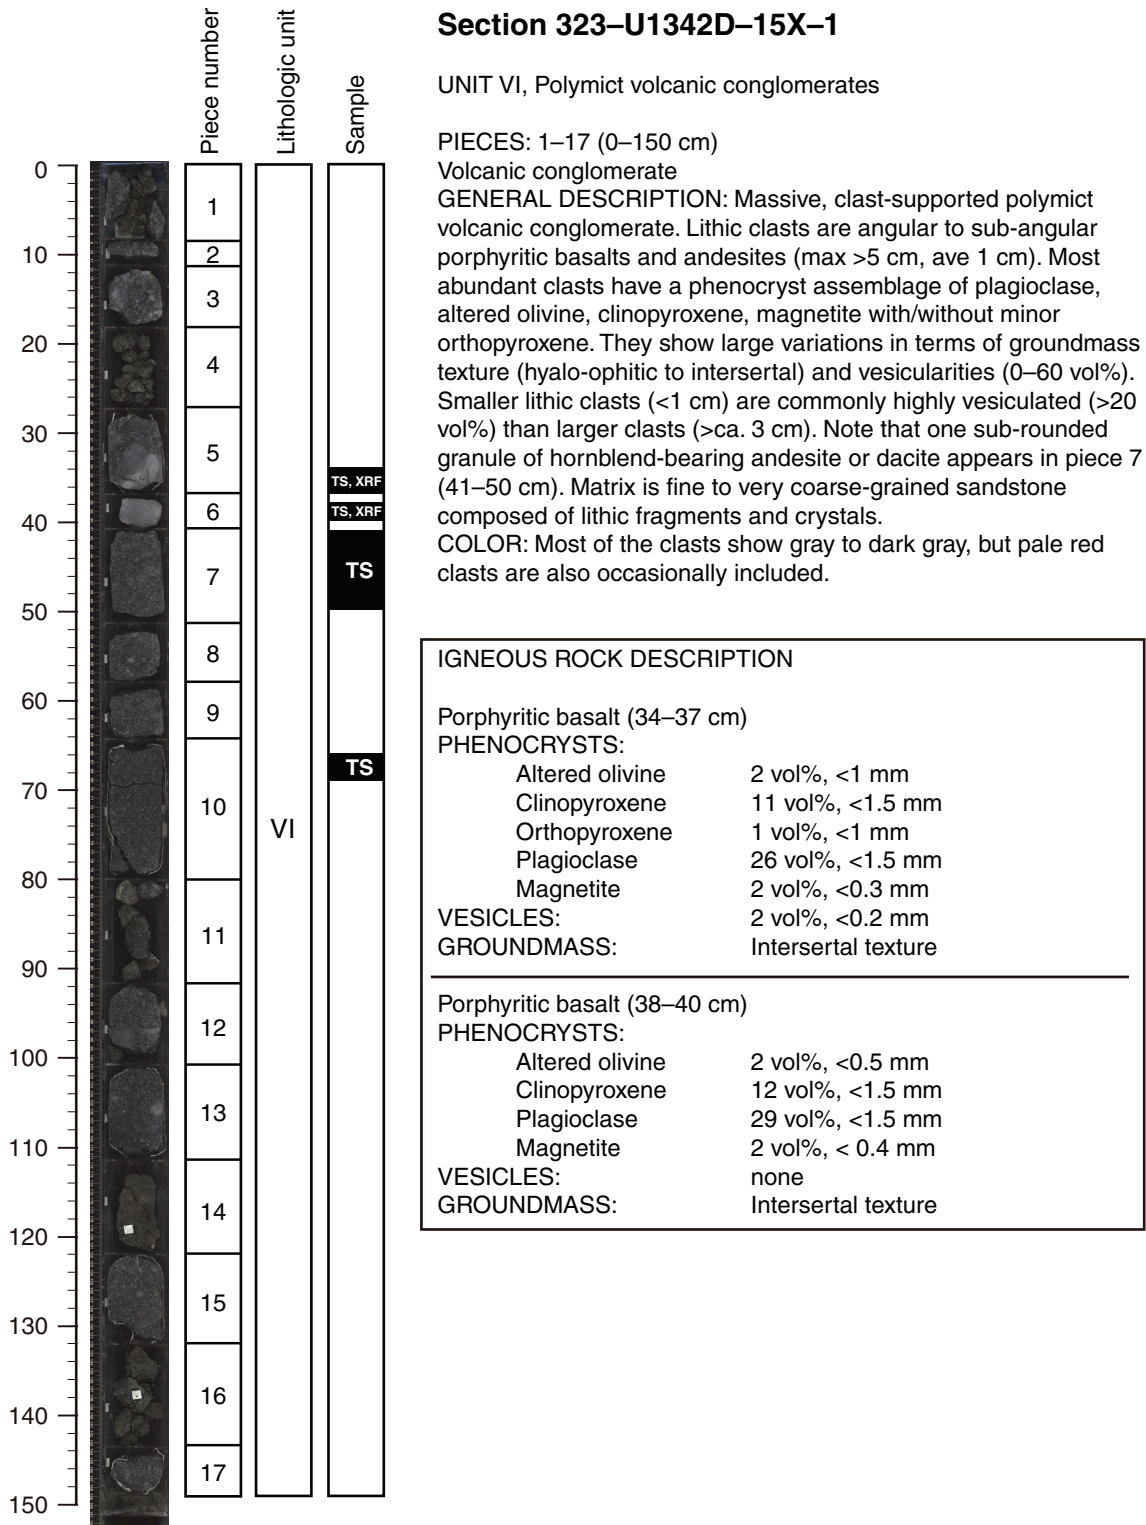 Section 323–U1342D–15X–1
UNIT VI, Polymict volcanic conglomerates
PIECES: 1–17 (0–150 cm)
Volcanic conglomerate
GENERAL DESCRIPTION: Massive, clast-supported polymict
volcanic conglomerate. Lithic clasts are angular to sub-angular
porphyritic basalts and andesites (max >5 cm, ave 1 cm). Most
abundant clasts have a phenocryst assemblage of plagioclase,
altered olivine, clinopyroxene, magnetite with/without minor
orthopyroxene. They show large variations in terms of groundmass
texture (hyalo-ophitic to intersertal) and vesicularities (0–60 vol%).
Smaller lithic clasts (<1 cm) are commonly highly vesiculated (>20
vol%) than larger clasts (>ca. 3 cm). Note that one sub-rounded
granule of hornblend-bearing andesite or dacite appears in piece 7
(41–50 cm). Matrix is fine to very coarse-grained sandstone
composed of lithic fragments and crystals.
COLOR: Most of the clasts show gray to dark gray, but pale red
clasts are also occasionally included.
IGNEOUS ROCK DESCRIPTION
Porphyritic basalt (34–37 cm)
PHENOCRYSTS:
Altered olivine 2 vol%, <1 mm
Clinopyroxene 11 vol%, <1.5 mm
Orthopyroxene 1 vol%, <1 mm
Plagioclase 26 vol%, <1.5 mm
Magnetite 2 vol%, <0.3 mm
VESICLES: 2 vol%, <0.2 mm
GROUNDMASS: Intersertal texture
Porphyritic basalt (38–40 cm)
PHENOCRYSTS:
Altered olivine 2 vol%, <0.5 mm
Clinopyroxene 12 vol%, <1.5 mm
Plagioclase 29 vol%, <1.5 mm
Magnetite 2 vol%, < 0.4 mm
VESICLES: none
GROUNDMASS: Intersertal texture
Piece number
Lithologic unit
Sample
0
10
20
30
40
50
60
70
80
90
100
110
120
130
140
150
1
2
3
4
5
6
7
8
9
10
11
12
13
14
15
16
17
VI
TS, XRF
TS, XRF
TS
TS